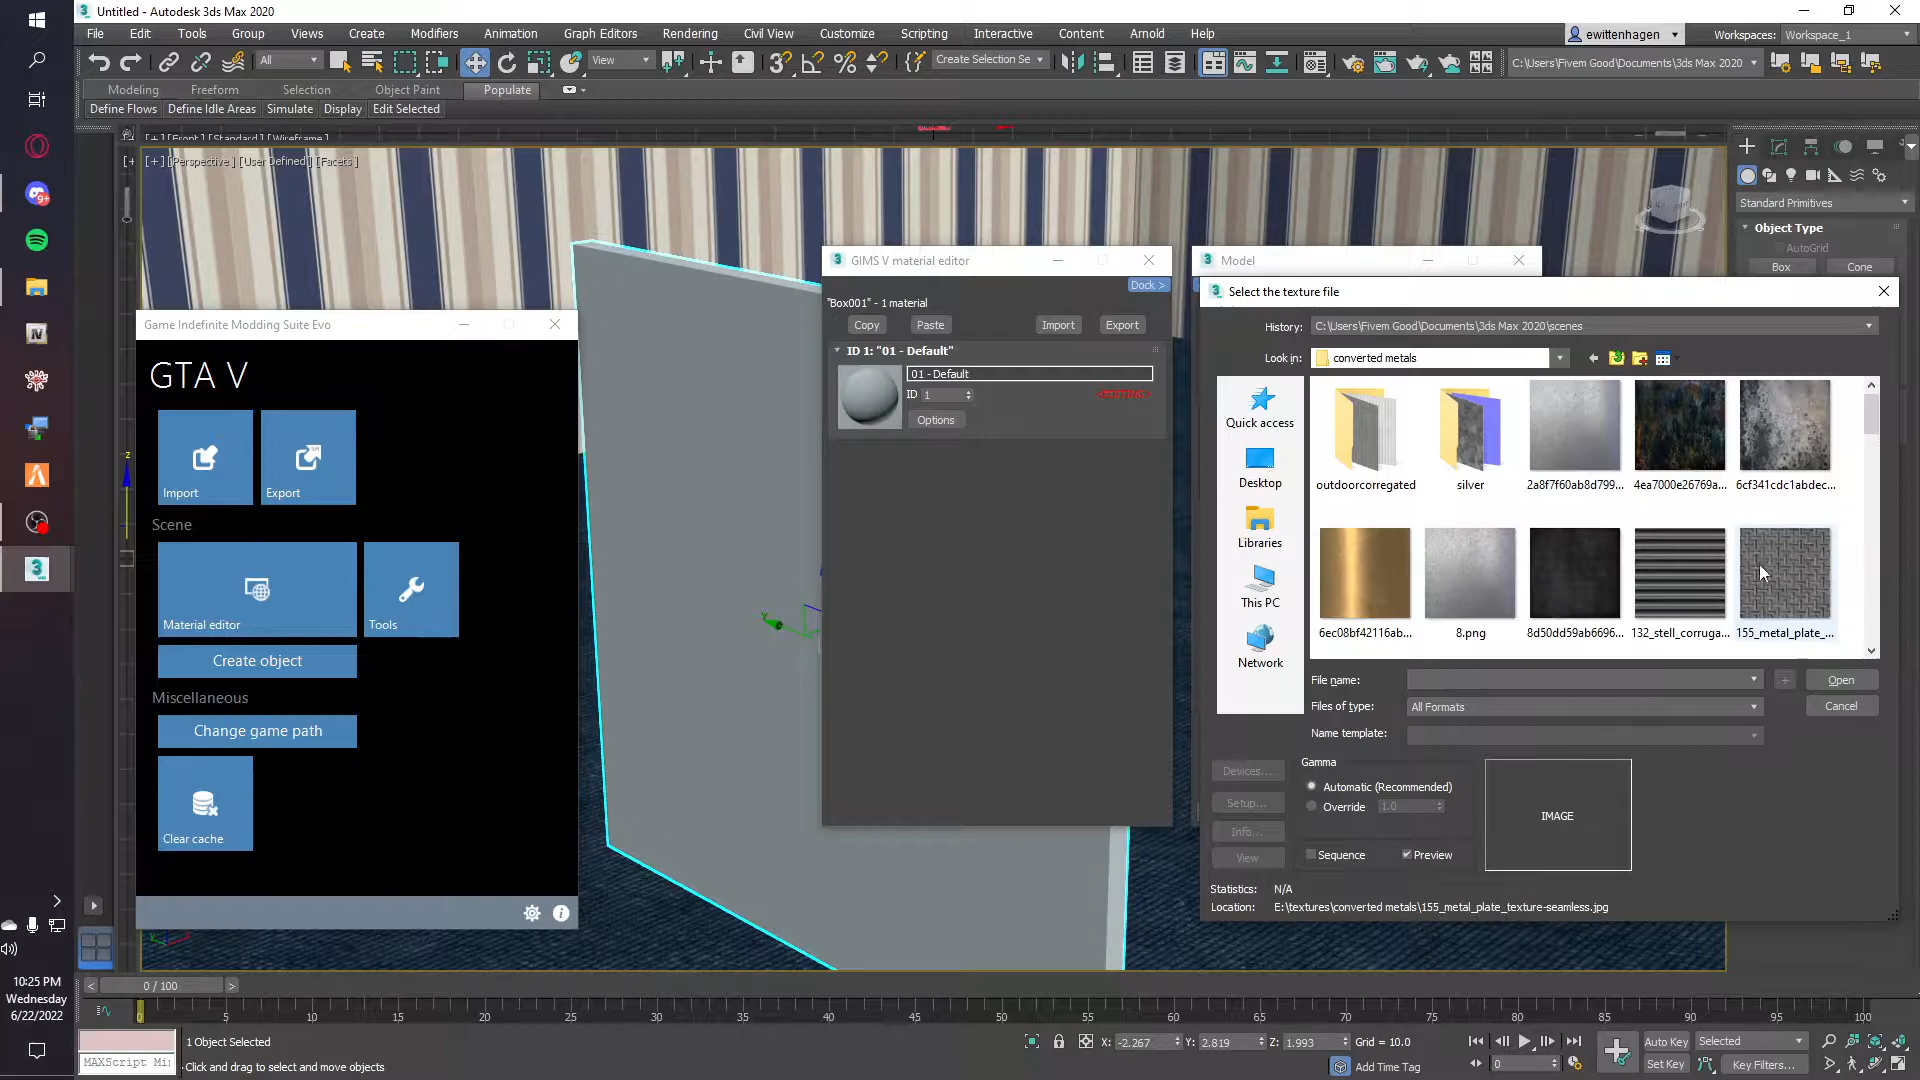 Untitled - Autodesk 3ds Max 2020
File Edit Tools Group Views Create Modifiers Animation Graph Editors Rendering Civil View Customize Scripting Interactive Content Arnold Help
ewittenhagen
Workspaces: Workspace_1
All
View
Create Selection Se
C:\Users\Fivem Good\Documents\3ds Max 2020
Modeling Freeform Selection Object Paint Populate
Define Flows Define Idle Areas Simulate Display Edit Selected
[+] [Front] [Standard] [Wireframe]
[+] [Perspective] [User Defined] [Facets]
Standard Primitives
Object Type
AutoGrid
Box Cone
Game Indefinite Modding Suite Evo
GTA V
Import
Export
Scene
Material editor
Tools
Create object
Miscellaneous
Change game path
Clear cache
GIMS V material editor
Dock >
"Box001" - 1 material
Copy Paste Import Export
ID 1: "01 - Default"
01 - Default
ID 1
<EDITING>
Options
Model
Select the texture file
History: C:\Users\Fivem Good\Documents\3ds Max 2020\scenes
Look in: converted metals
Quick access
Desktop
Libraries
This PC
Network
outdoorcorregated
silver
2a8f7f60ab8d799...
4ea7000e26769a...
6cf341cdc1abdec...
6ec08bf42116ab...
8.png
8d50dd59ab6696...
132_stell_corruga...
155_metal_plate_...
File name:
Open
Files of type: All Formats
Cancel
Name template:
Devices...
Setup...
Info...
View
Gamma
Automatic (Recommended)
Override 1.0
IMAGE
Sequence
Preview
Statistics: N/A
Location: E:\textures\converted metals\155_metal_plate_texture-seamless.jpg
z
y
0 / 100
0 5 10 15 20 25 30 35 40 45 50 55 60 65 70 75 80 85 90 95 100
1 Object Selected
Click and drag to select and move objects
MAXScript Mi
X: -2.267 Y: 2.819 Z: 1.993 Grid = 10.0
Add Time Tag
0
Auto Key Selected
Set Key Key Filters...
10:25 PM
Wednesday
6/22/2022